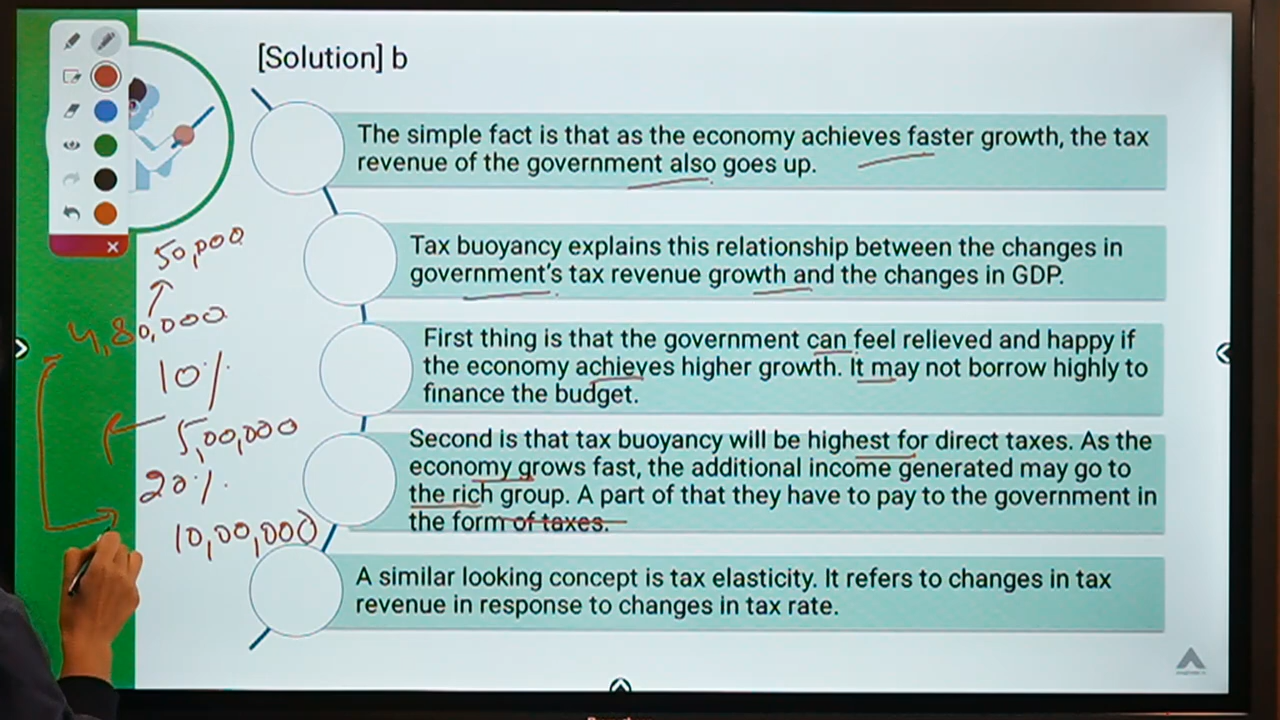 [Solution] b
The simple fact is that as the economy achieves faster growth, the tax
revenue of the government also goes up.
Tax buoyancy explains this relationship between the changes in
government's tax revenue growth and the changes in GDP.
First thing is that the government can feel relieved and happy if
the economy achieves higher growth. It may not borrow highly to
finance the budget.
Second is that tax buoyancy will be highest for direct taxes. As the
economy grows fast, the additional income generated may go to
the rich group. A part of that they have to pay to the government in
the form of taxes.
A similar looking concept is tax elasticity. It refers to changes in tax
revenue in response to changes in tax rate.
50,000
4,80,000
10%
5,00,000
20%
10,00,000